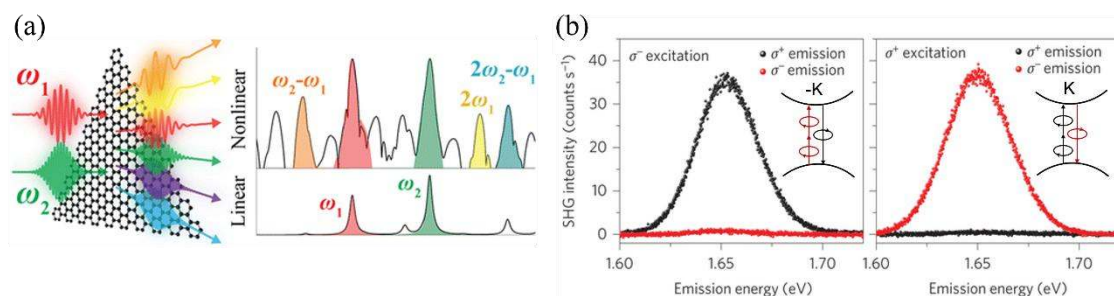 (a)
ω₁
ω₂
Nonlinear
ω₂-ω₁
2ω₁
2ω₂-ω₁
Linear
ω₁
ω₂
(b)
SHG intensity (counts s⁻¹)
40
30
20
10
0
σ⁻ excitation
σ⁺ emission
σ⁻ emission
-K
1.60
1.65
1.70
Emission energy (eV)
σ⁺ excitation
σ⁺ emission
σ⁻ emission
K
1.60
1.65
1.70
Emission energy (eV)